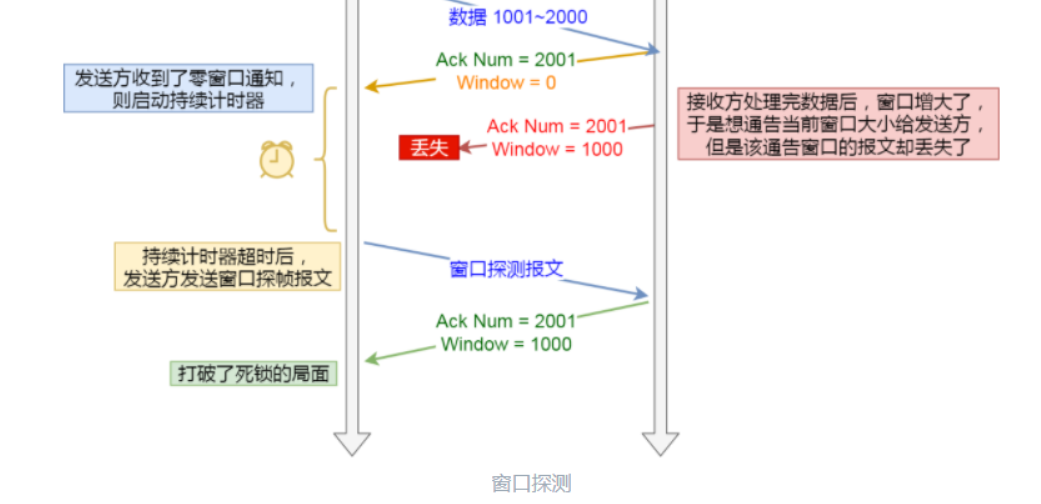 数据 1001~2000
Ack Num = 2001
Window = 0
发送方收到了零窗口通知，
则启动持续计时器
接收方处理完数据后，窗口增大了，
于是想通告当前窗口大小给发送方，
但是该通告窗口的报文却丢失了
Ack Num = 2001
Window = 1000
丢失
持续计时器超时后，
发送方发送窗口探帧报文
窗口探测报文
Ack Num = 2001
Window = 1000
打破了死锁的局面
窗口探测